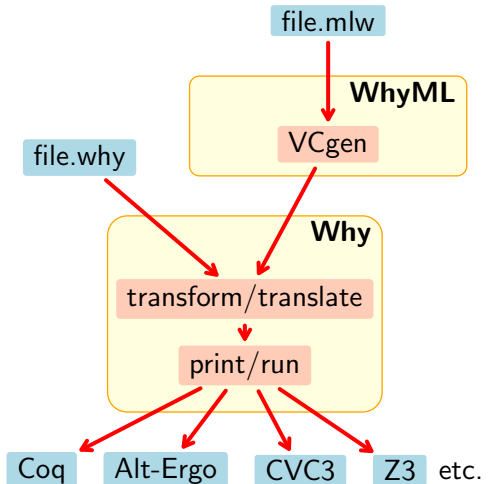 file.mlw
WhyML
VCgen
file.why
Why
transform/translate
print/run
Coq Alt-Ergo CVC3 Z3 etc.